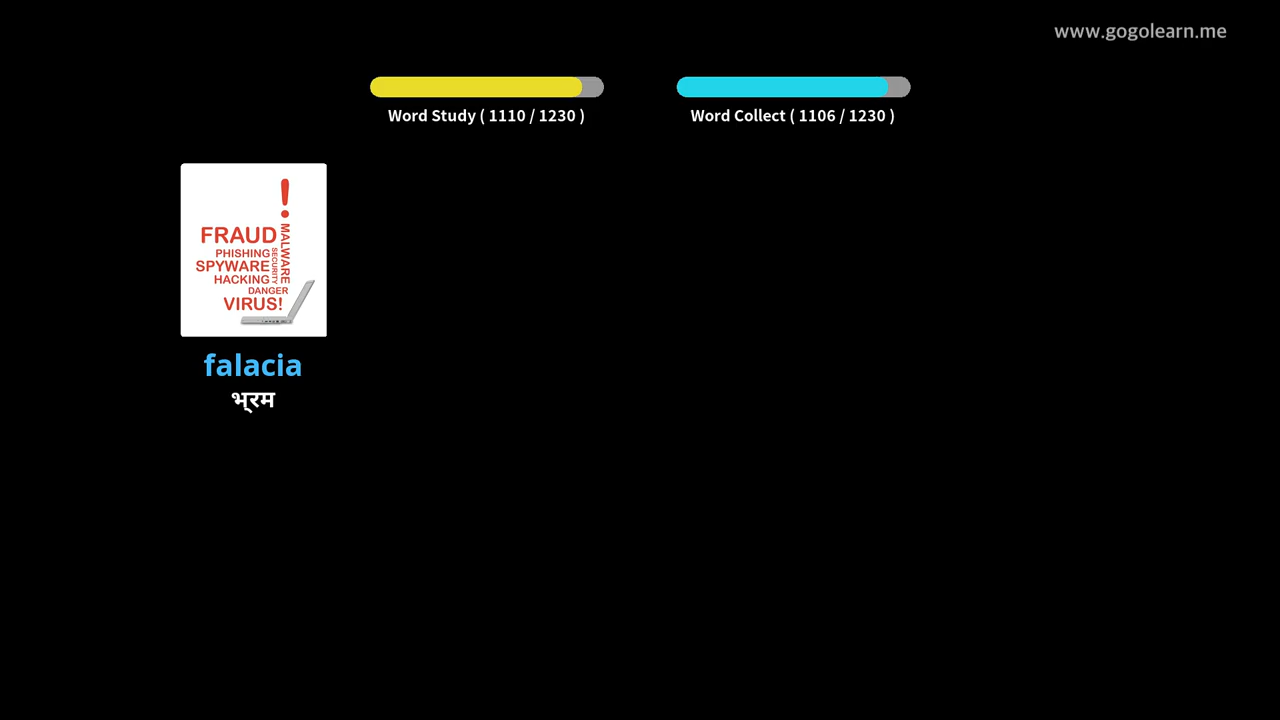 www.gogolearn.me
Word Study ( 1110 / 1230 )
Word Collect ( 1106 / 1230 )
!
FRAUD
PHISHING
SPYWARE
HACKING
DANGER
VIRUS!
SECURITY
MALWARE
falacia
भ्रम